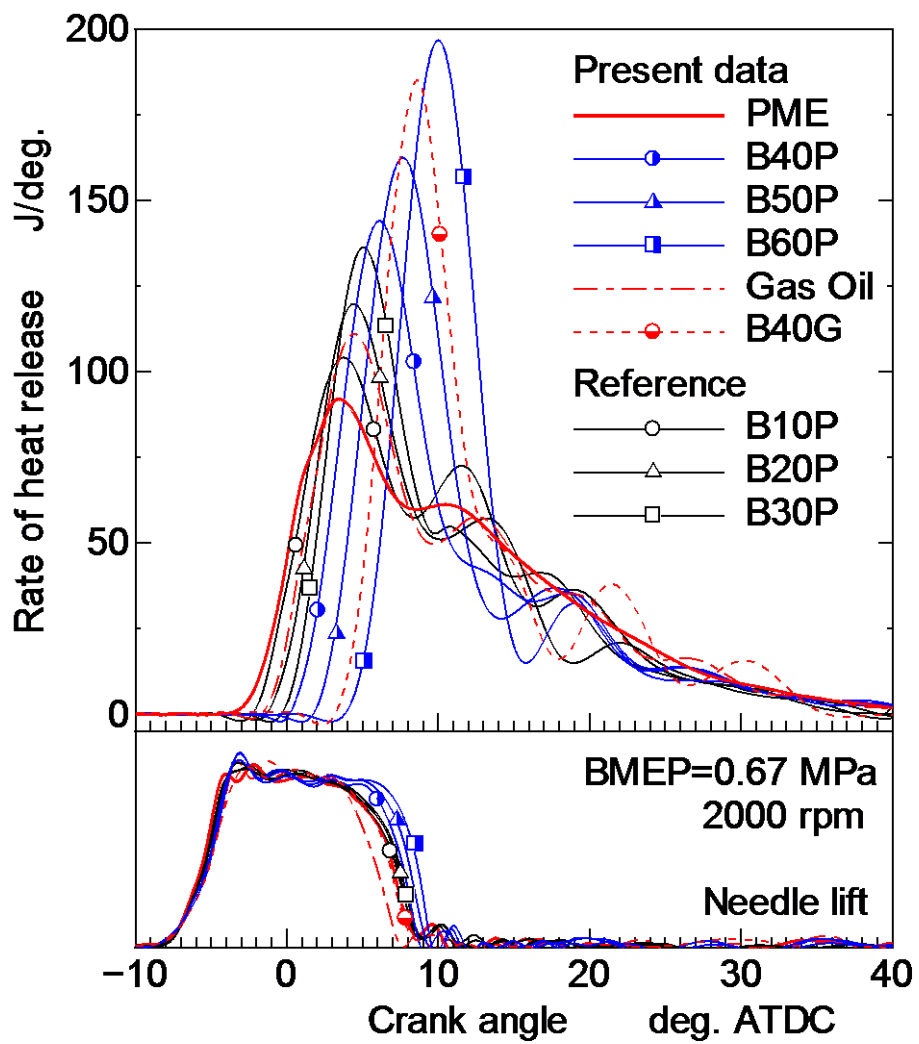 200
150
100
50
0
Rate of heat release J/deg.
Present data
PME
B40P
B50P
B60P
Gas Oil
B40G
Reference
B10P
B20P
B30P
BMEP=0.67 MPa
2000 rpm
Needle lift
−10 0 10 20 30 40
Crank angle deg. ATDC